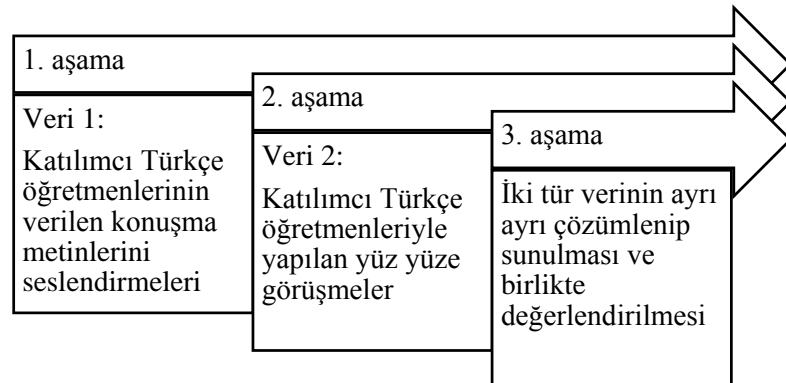 1. aşama
Veri 1:
Katılımcı Türkçe
öğretmenlerinin
verilen konuşma
metinlerini
seslendirmeleri
2. aşama
Veri 2:
Katılımcı Türkçe
öğretmenleriyle
yapılan yüz yüze
görüşmeler
3. aşama
İki tür verinin ayrı
ayrı çözümlenip
sunulması ve
birlikte
değerlendirilmesi